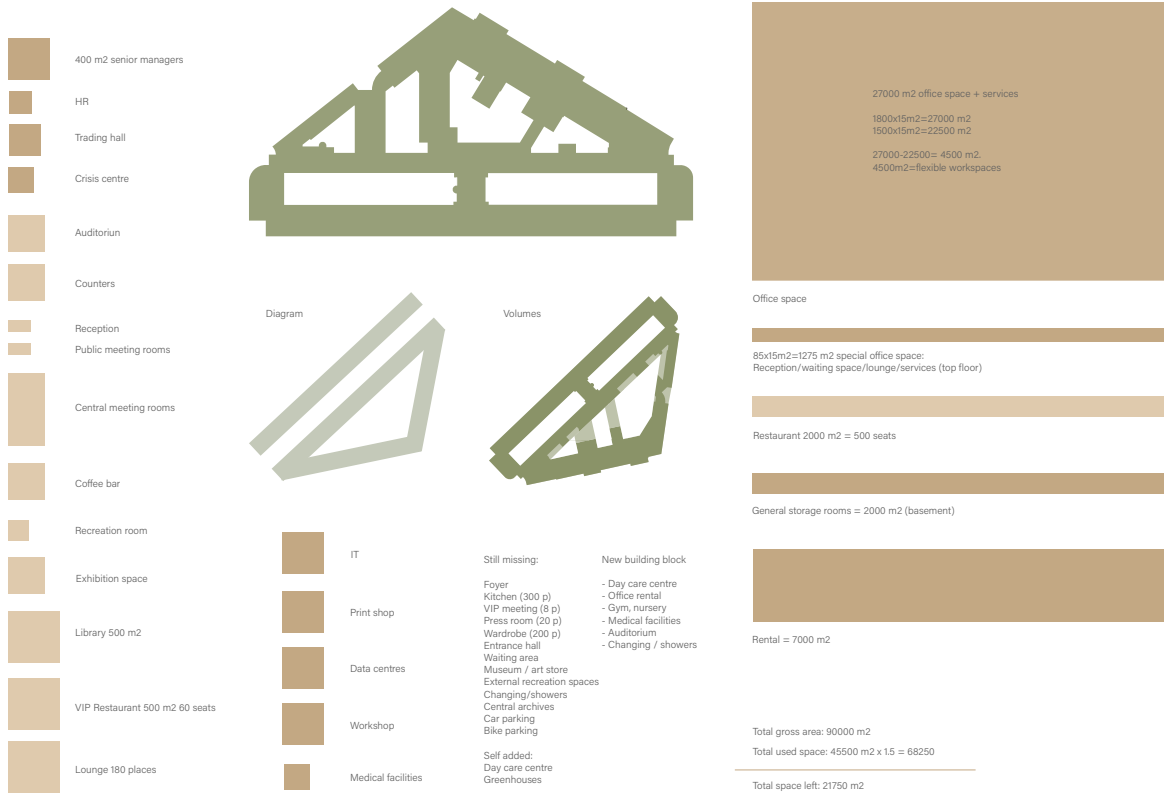 400 m2 senior managers
HR
Trading hall
Crisis centre
Auditoriun
Counters
Reception
Public meeting rooms
Central meeting rooms
Coffee bar
Recreation room
Exhibition space
Library 500 m2
VIP Restaurant 500 m2 60 seats
Lounge 180 places
Diagram
Volumes
IT
Print shop
Data centres
Workshop
Medical facilities
Still missing:
Foyer
Kitchen (300 p)
VIP meeting (8 p)
Press room (20 p)
Wardrobe (200 p)
Entrance hall
Waiting area
Museum / art store
External recreation spaces
Changing/showers
Central archives
Car parking
Bike parking
Self added:
Day care centre
Greenhouses
New building block
- Day care centre
- Office rental
- Gym, nursery
- Medical facilities
- Auditorium
- Changing / showers
27000 m2 office space + services
1800x15m2=27000 m2
1500x15m2=22500 m2
27000-22500= 4500 m2.
4500m2=flexible workspaces
Office space
85x15m2=1275 m2 special office space:
Reception/waiting space/lounge/services (top floor)
Restaurant 2000 m2 = 500 seats
General storage rooms = 2000 m2 (basement)
Rental = 7000 m2
Total gross area: 90000 m2
Total used space: 45500 m2 x 1.5 = 68250
Total space left: 21750 m2